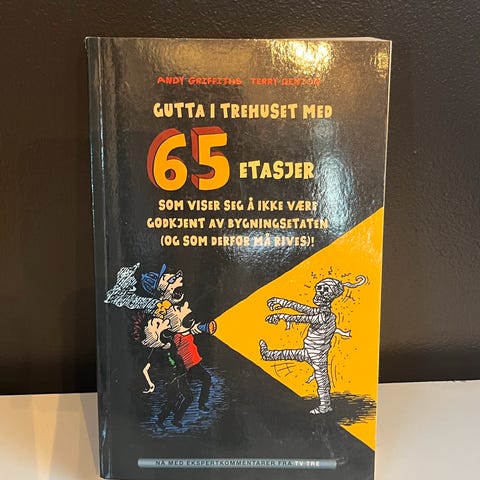 ANDY GRIFFITHS TERRY DENTON
GUTTA I TREHUSET MED
65 ETASJER
SOM VISER SEG Å IKKE VÆRE
GODKJENT AV BYGNINGSETATEN
(OG SOM DERFOR MÅ RIVES)!
NÅ MED EKSPERTKOMMENTARER FRA TV TRE